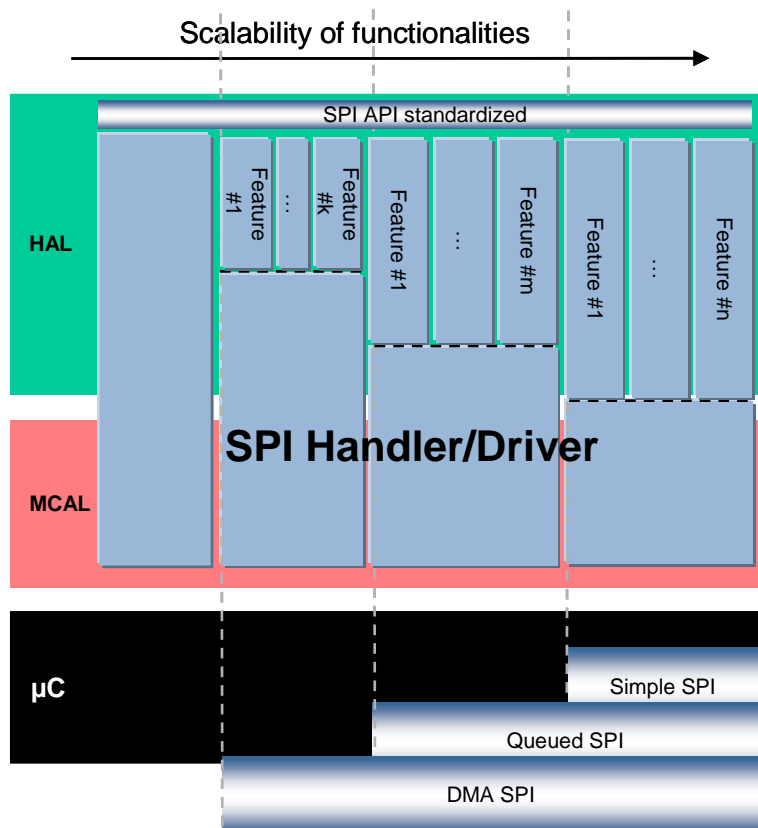 Scalability of functionalities
SPI API standardized
HAL
Feature
#1
…
Feature
#k
Feature #1
…
Feature #m
Feature #1
…
Feature #n
SPI Handler/Driver
MCAL
µC
Simple SPI
Queued SPI
DMA SPI